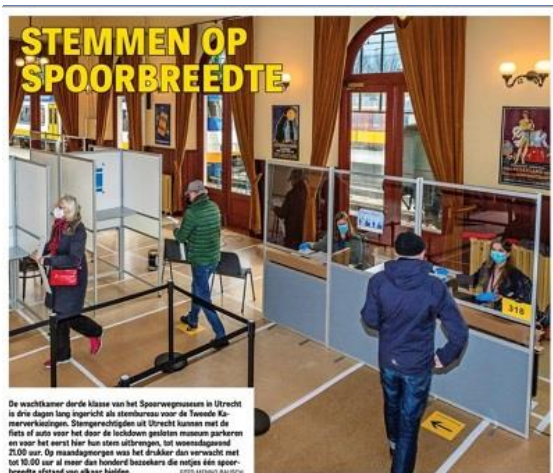 STEMMEN OP
SPOORBREEDTE
318
De wachtkamer derde klasse van het Spoorwegmuseum in Utrecht
is drie dagen lang ingericht als stembureau voor de Tweede Ka-
merverkiezingen. Stemgerechtigden uit Utrecht kunnen met de
fiets of auto voor het door de lockdown gesloten museum parkeren
en voor het eerst hier hun stem uitbrengen, tot woensdagavond
21.00 uur. Op maandagmorgen was het drukker dan verwacht met
tot 10.00 uur al meer dan honderd bezoekers die netjes één spoor-
breedte afstand van elkaar hielden.
FOTO